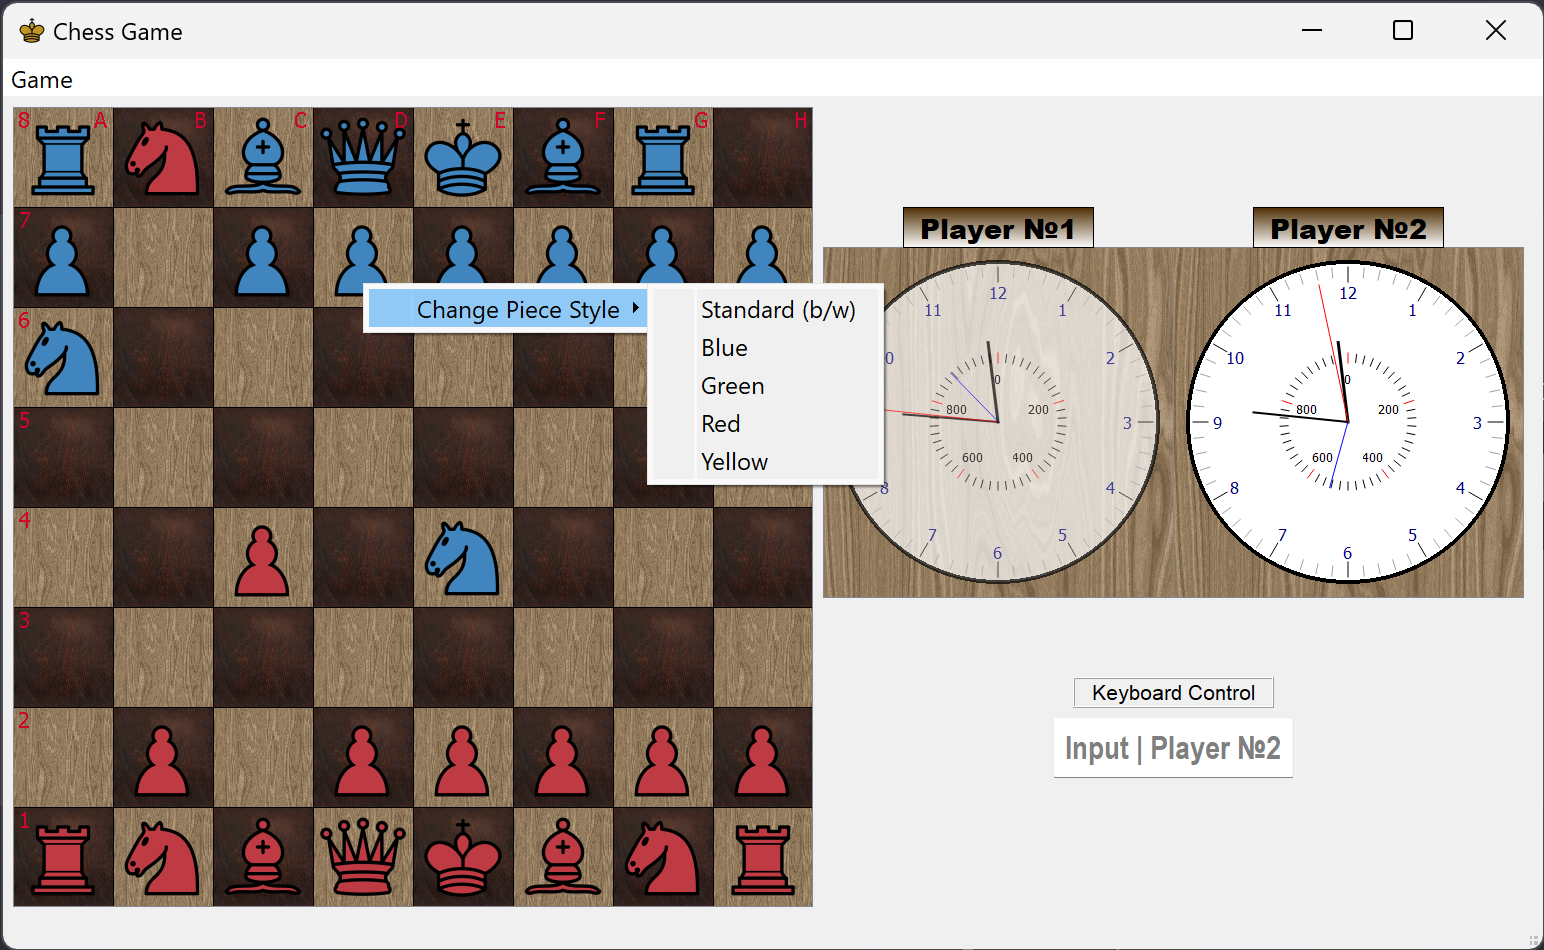 Chess Game
Game
8 A B C D E F G H
7
6
5
4
3
2
1
Change Piece Style
Standard (b/w)
Blue
Green
Red
Yellow
Player №1
Player №2
12
11 1
0 2
3
8 4
7 5
6
0
800 200
600 400
12
11 1
10 2
9 3
8 4
7 5
6
0
800 200
600 400
Keyboard Control
Input | Player №2